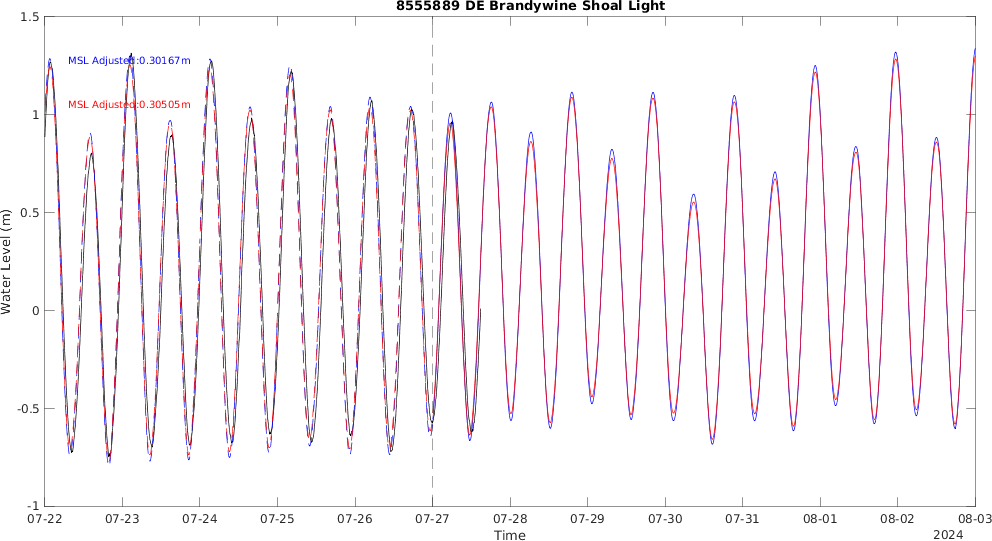 8555889 DE Brandywine Shoal Light
1.5
MSL Adjusted:0.30167m
MSL Adjusted:0.30505m
1
0.5
Water Level (m)
0
-0.5
-1
07-22 07-23 07-24 07-25 07-26 07-27 07-28 07-29 07-30 07-31 08-01 08-02 08-03
Time
2024